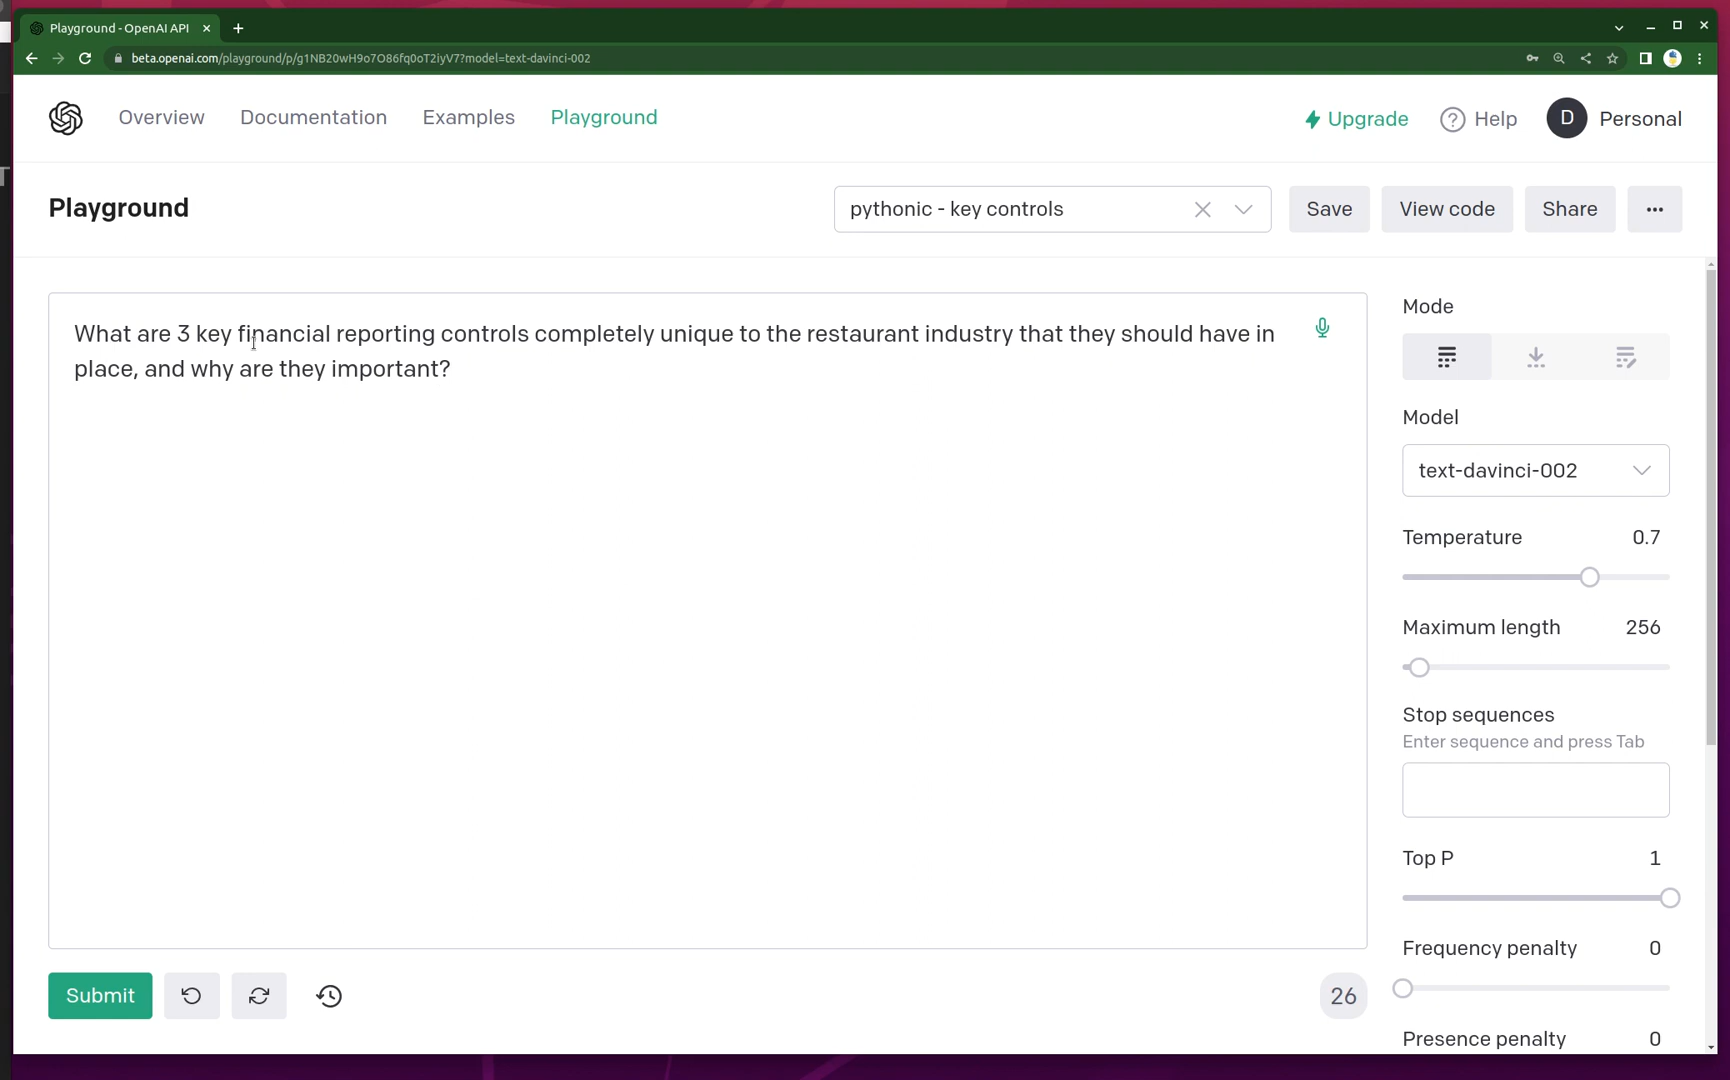 Playground - OpenAI API
beta.openai.com/playground/p/g1NB20wH9o7O86fq0oT2iyV7?model=text-davinci-002
Overview Documentation Examples Playground Upgrade ? Help D Personal
Playground pythonic - key controls Save View code Share ...
What are 3 key financial reporting controls completely unique to the restaurant industry that they should have in
place, and why are they important?
Mode
Model
text-davinci-002
Temperature 0.7
Maximum length 256
Stop sequences
Enter sequence and press Tab
Top P 1
Frequency penalty 0
Presence penalty 0
Submit 26